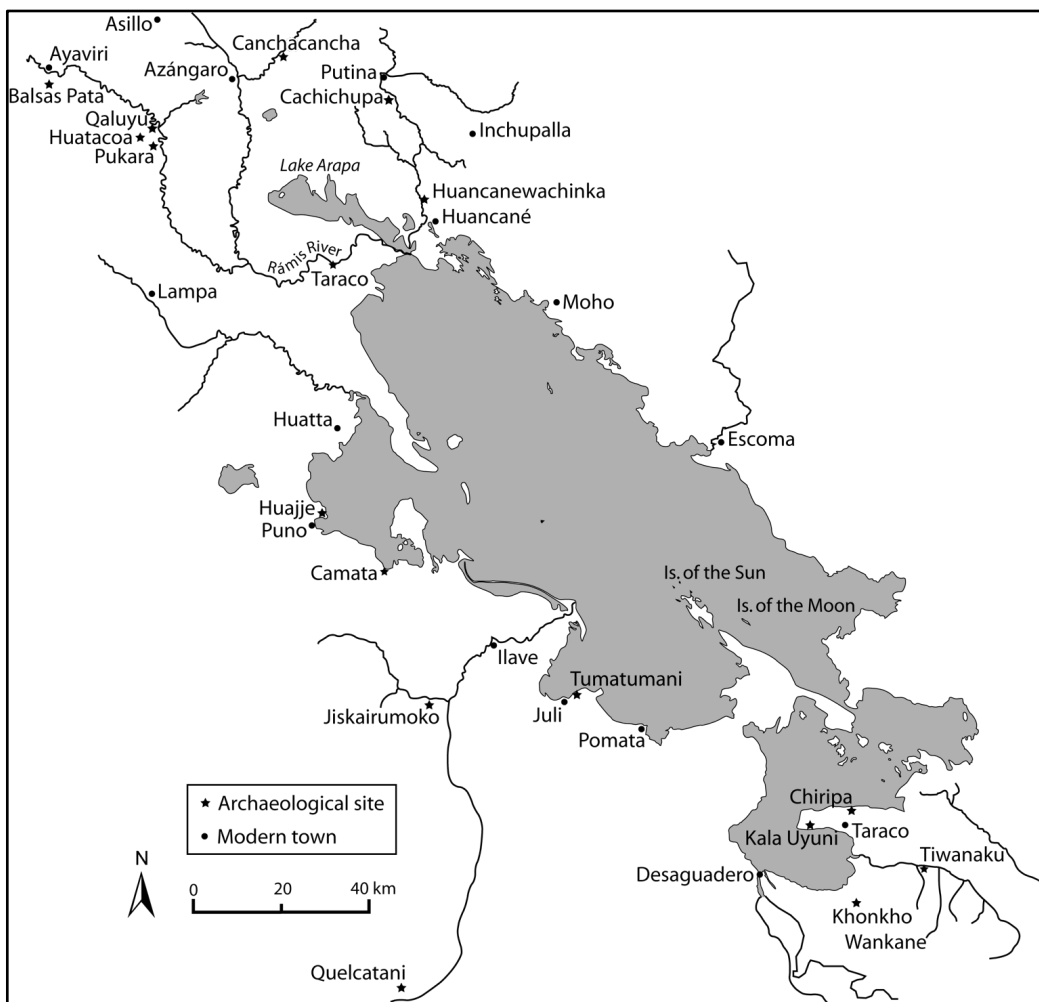 Asillo
Canchacancha
Ayaviri
Azángaro
Putina
Balsas Pata
Cachichupa
Qaluyu
Inchupalla
Huatacoa
Pukara
Lake Arapa
Huancanewachinka
Huancané
Rámis River
Taraco
Lampa
Moho
Huatta
Escoma
Huajje
Puno
Camata
Is. of the Sun
Is. of the Moon
Ilave
Tumatumani
Jiskairumoko
Juli
Pomata
Archaeological site
Modern town
Chiripa
Kala Uyuni
Taraco
Tiwanaku
N
Desaguadero
0 20 40 km
Khonkho
Wankane
Quelcatani